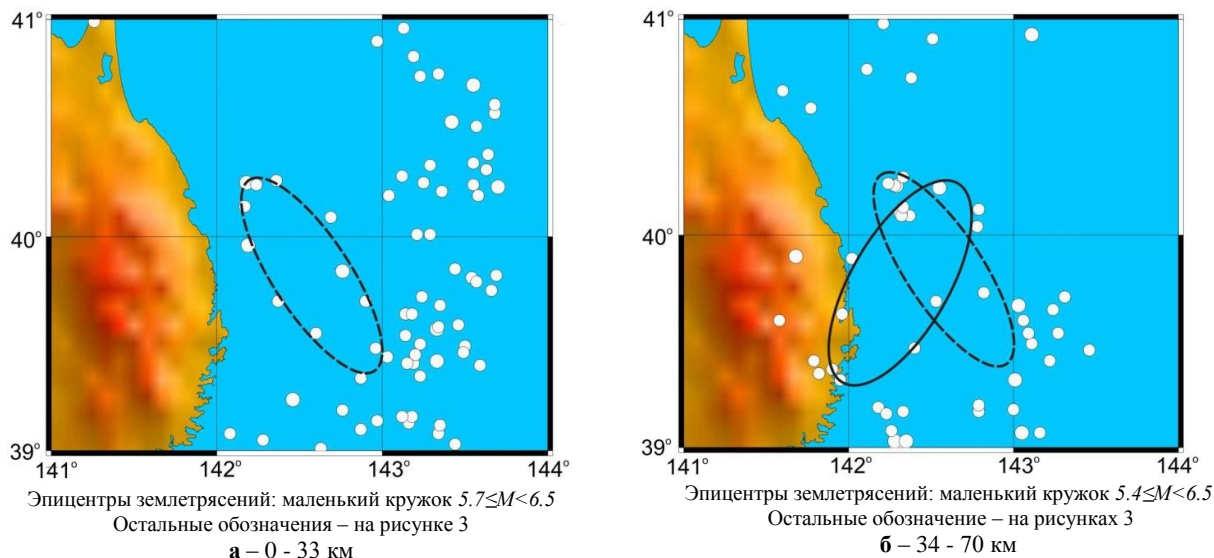 41°
40°
39°
141° 142° 143° 144°
Эпицентры землетрясений: маленький кружок 5.7≤M<6.5
Остальные обозначения – на рисунке 3
а – 0 - 33 км
41°
40°
39°
141° 142° 143° 144°
Эпицентры землетрясений: маленький кружок 5.4≤M<6.5
Остальные обозначение – на рисунках 3
б – 34 - 70 км